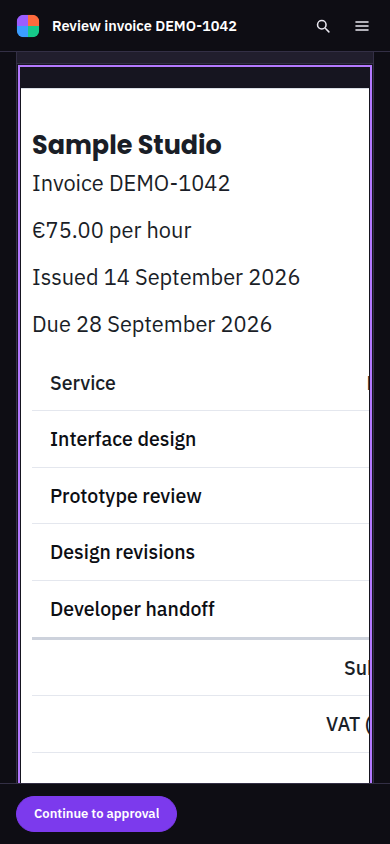 Review invoice DEMO-1042
Sample Studio
Invoice DEMO-1042
€75.00 per hour
Issued 14 September 2026
Due 28 September 2026
Service
Interface design
Prototype review
Design revisions
Developer handoff
VAT (
Continue to approval